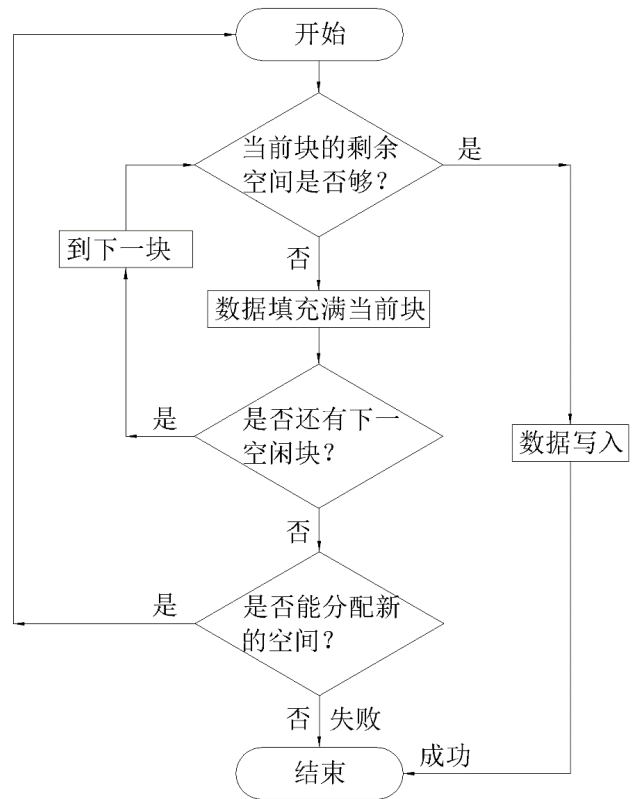 开始
当前块的剩余
空间是否够？
是
到下一块
否
数据填充满当前块
是
是否还有下一
空闲块？
数据写入
否
是
是否能分配新
的空间？
否 失败
成功
结束